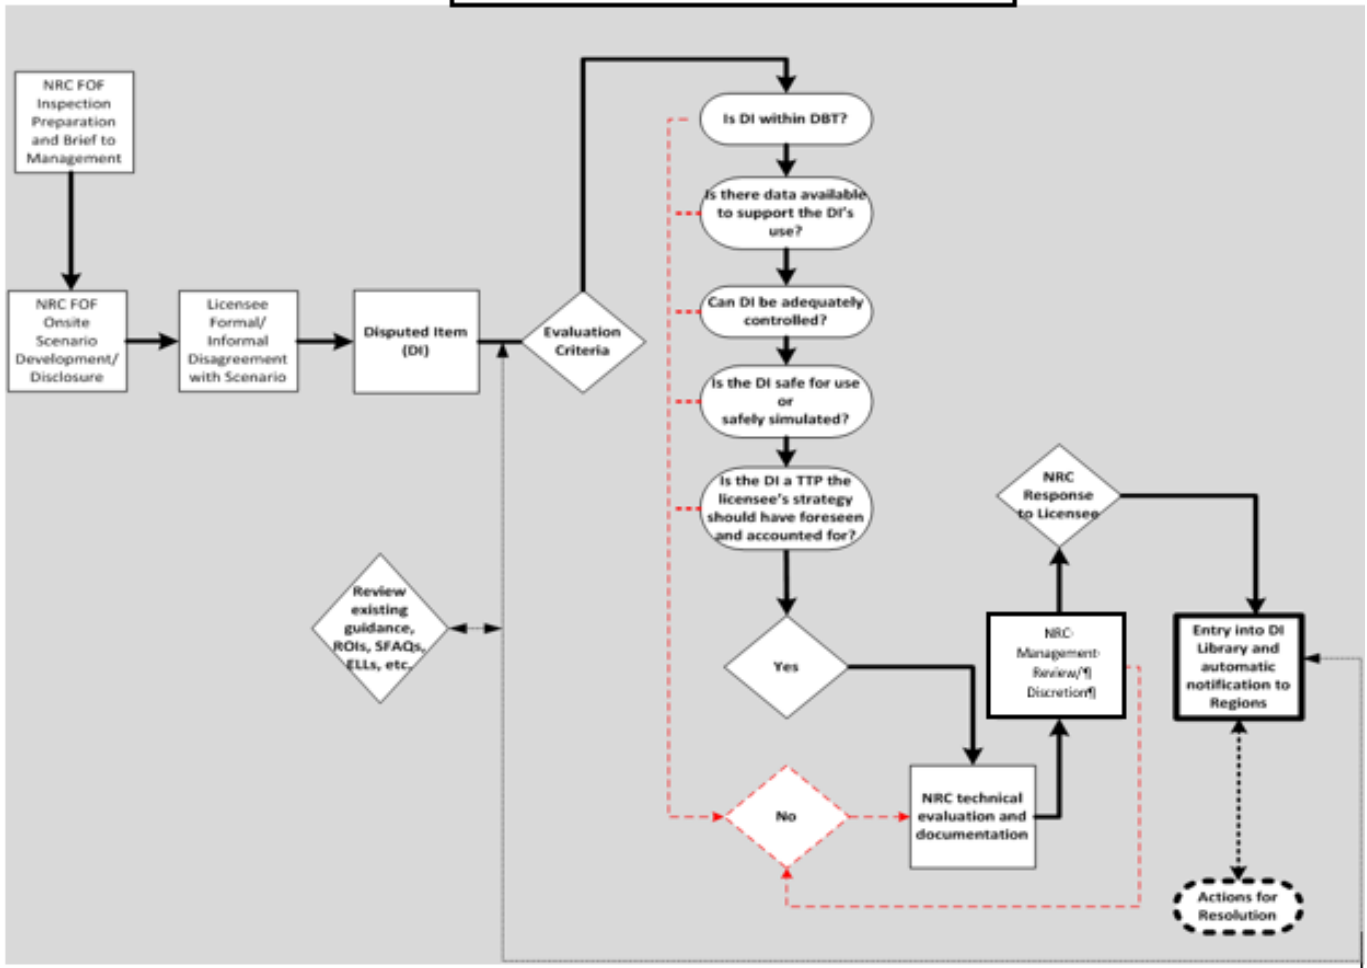 NRC FOF
Inspection
Preparation
and Brief to
Management
NRC FOF
Onsite
Scenario
Development/
Disclosure
Licensee
Formal/
Informal
Disagreement
with Scenario
Disputed Item
(DI)
Evaluation
Criteria
Is DI within DBT?
Is there data available
to support the DI's
use?
Can DI be adequately
controlled?
Is the DI safe for use
or
safely simulated?
Is the DI a TTP the
licensee's strategy
should have foreseen
and accounted for?
Review
existing
guidance,
ROIs, SFAQs,
ELLs, etc.
Yes
No
NRC technical
evaluation and
documentation
NRC·
Management·
Review/¶
Discretion¶
NRC
Response
to Licensee
Entry into DI
Library and
automatic
notification to
Regions
Actions for
Resolution